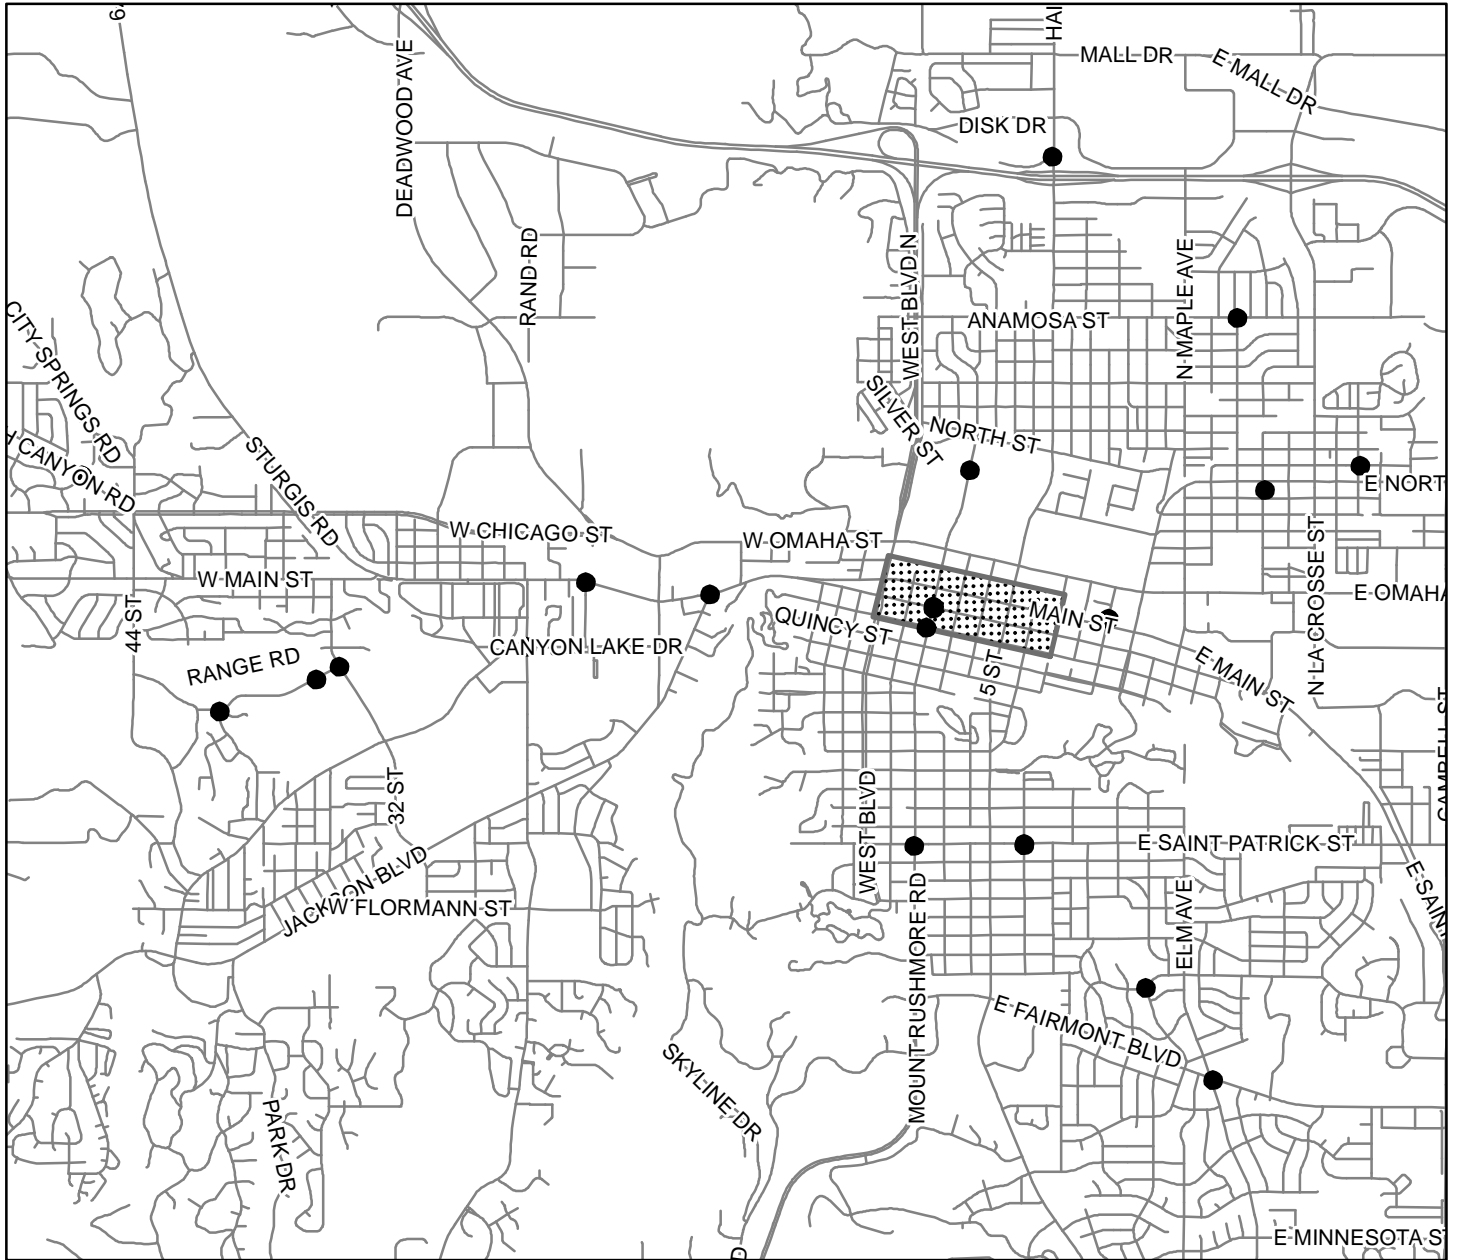 HAI
MALL DR
E MALL DR
DEADWOOD AVE
DISK DR
RAND RD
WEST BLVD N
N MAPLE AVE
ANAMOSA ST
CITY SPRINGS RD
SILVER ST
NORTH ST
H CANYON RD
STURGIS RD
E NORT
W CHICAGO ST
W OMAHA ST
W MAIN ST
N LA CROSSE ST
E OMAHA
44 ST
QUINCY ST
MAIN ST
CANYON LAKE DR
RANGE RD
5 ST
E MAIN ST
CAMPBELL ST
32 ST
WEST BLVD
E SAINT PATRICK ST
JACKSON BLVD
W FLORMANN ST
MOUNT RUSHMORE RD
ELM AVE
E SAIN
E FAIRMONT BLVD
SKYLINE DR
PARK DR
E MINNESOTA S
D